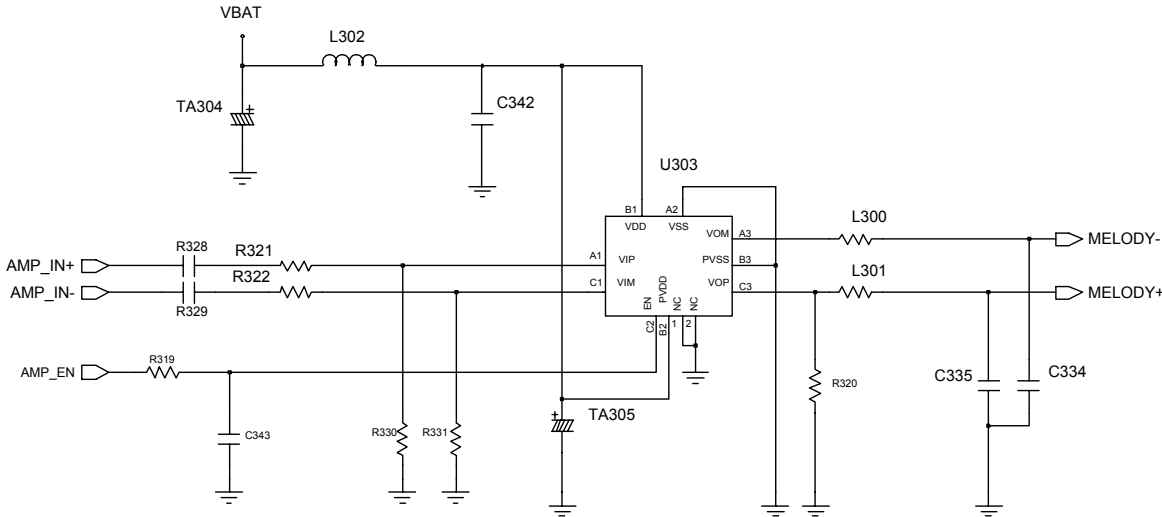 VBAT
L302
TA304
+
C342
U303
B1
A2
VDD
VSS
L300
VOM
A3
MELODY-
R328
R321
AMP_IN+
A1
VIP
PVSS
B3
L301
AMP_IN-
R322
C1
VIM
VOP
C3
MELODY+
R329
EN
PVDD
NC
NC
C2
B2
1
2
R319
AMP_EN
R320
C335
C334
+
TA305
C343
R330
R331